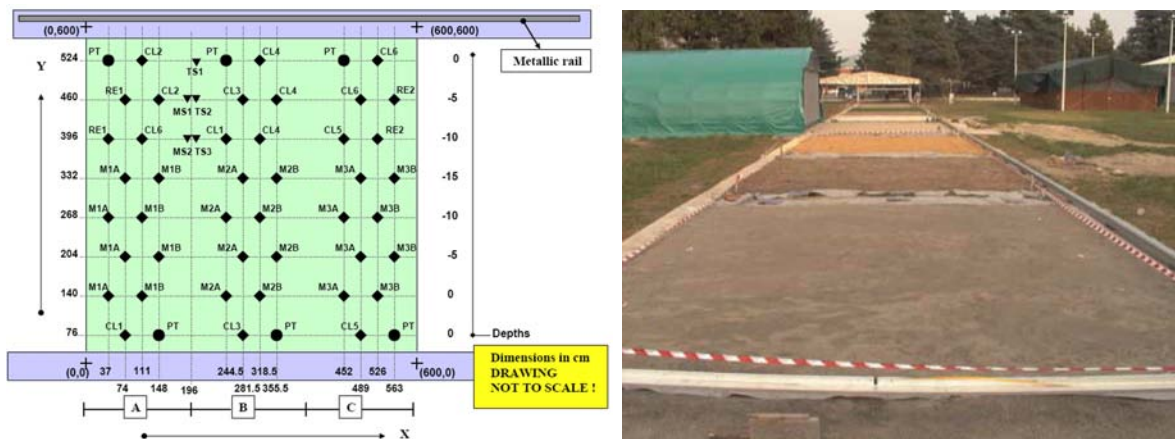 (0,600)
(600,600)
Metallic rail
Y
524 PT CL2 TS1 PT CL4 PT CL6 0
460 RE1 CL2 MS1 TS2 CL3 CL4 CL6 RE2 -5
396 RE1 CL6 MS2 TS3 CL1 CL4 CL5 RE2 -10
332 M1A M1B M2A M2B M3A M3B -15
268 M1A M1B M2A M2B M3A M3B -10
204 M1A M1B M2A M2B M3A M3B -5
140 M1A M1B M2A M2B M3A M3B 0
76 CL1 PT CL3 PT CL5 PT 0 Depths
(0,0) 37 111 244.5 318.5 452 526 (600,0)
74 148 196 281.5 355.5 489 563
A B C
X
Dimensions in cm
DRAWING
NOT TO SCALE !